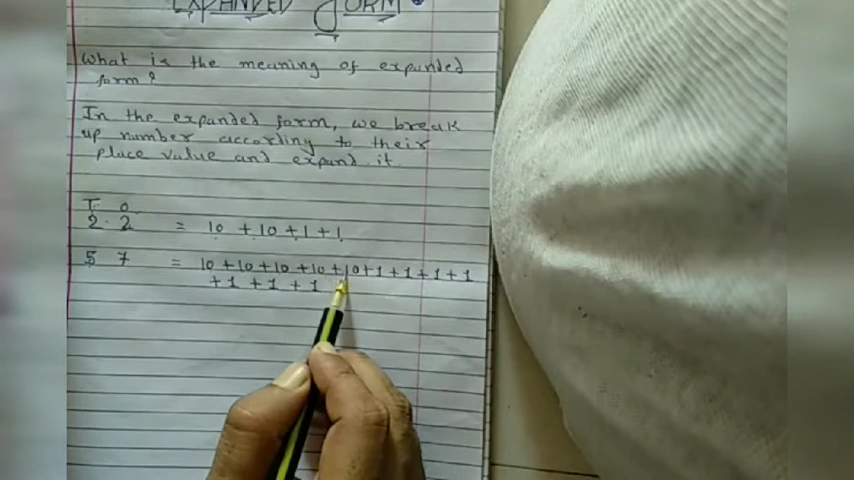 EXPANDED FORM
What is the meaning of expanded
form?
In the expanded form, we break
up number according to their
place value and expand it.
T O
2 2 = 10 + 10 + 1 + 1
5 7 = 10 + 10 + 10 + 10 + 10 + 1 + 1 + 1 + 1
+ 1 + 1 + 1